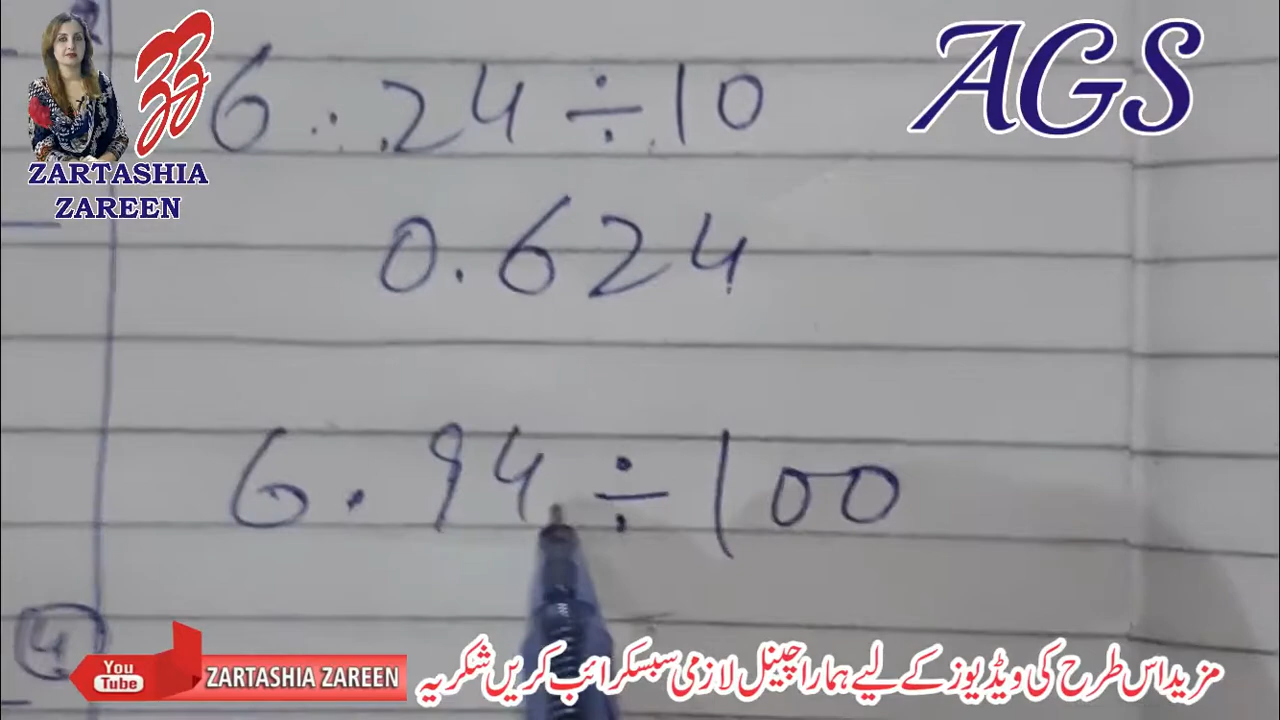 AGS
ZARTASHIA
ZAREEN
6.24÷10
0.624
6.94÷100
4
You
Tube
ZARTASHIA ZAREEN
مزید اس طرح کی ویڈیوز کے لیے ہمارا چینل لازمی سبسکرائب کریں شکریہ